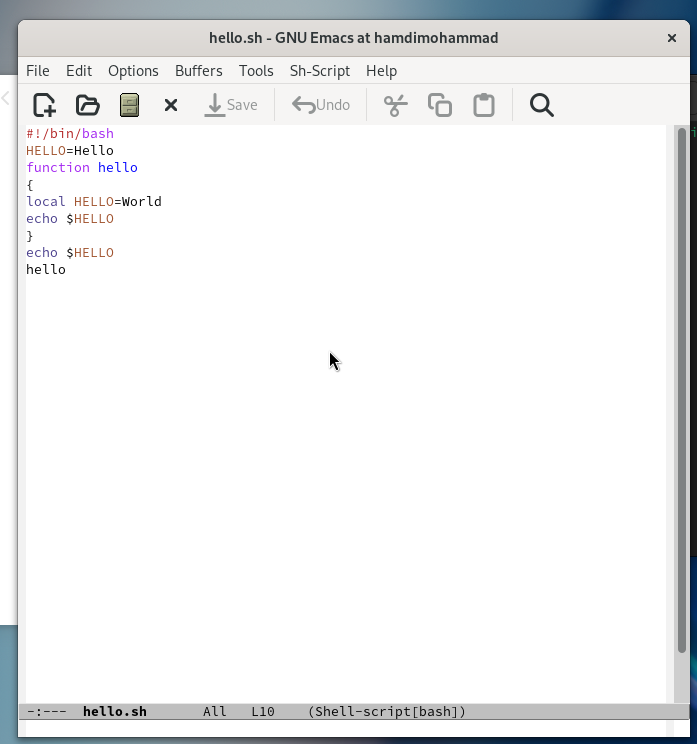 hello.sh - GNU Emacs at hamdimohammad
File Edit Options Buffers Tools Sh-Script Help
Save Undo
#!/bin/bash
HELLO=Hello
function hello
{
local HELLO=World
echo $HELLO
}
echo $HELLO
hello
-:--- hello.sh All L10 (Shell-script[bash])